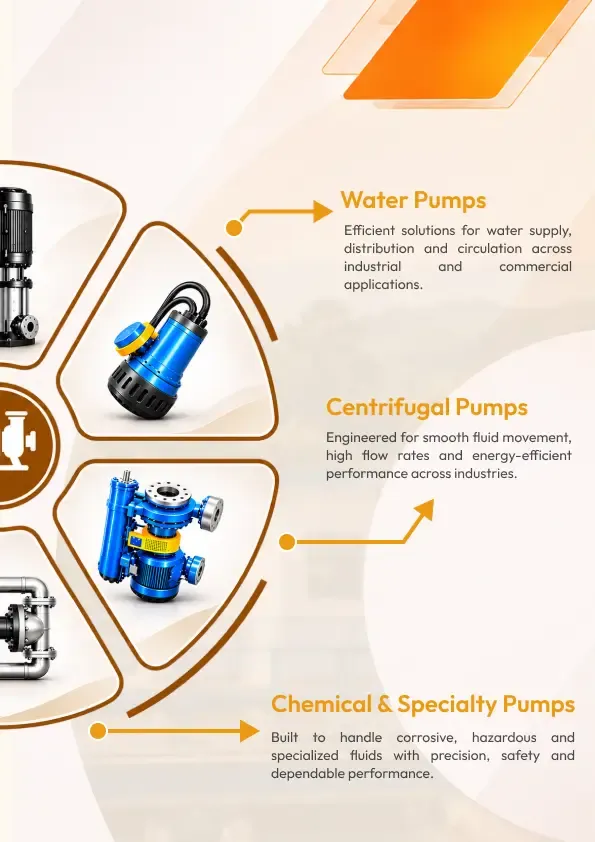 Water Pumps
Efficient solutions for water supply,
distribution and circulation across
industrial and commercial
applications.
Centrifugal Pumps
Engineered for smooth fluid movement,
high flow rates and energy-efficient
performance across industries.
Chemical & Specialty Pumps
Built to handle corrosive, hazardous and
specialized fluids with precision, safety and
dependable performance.